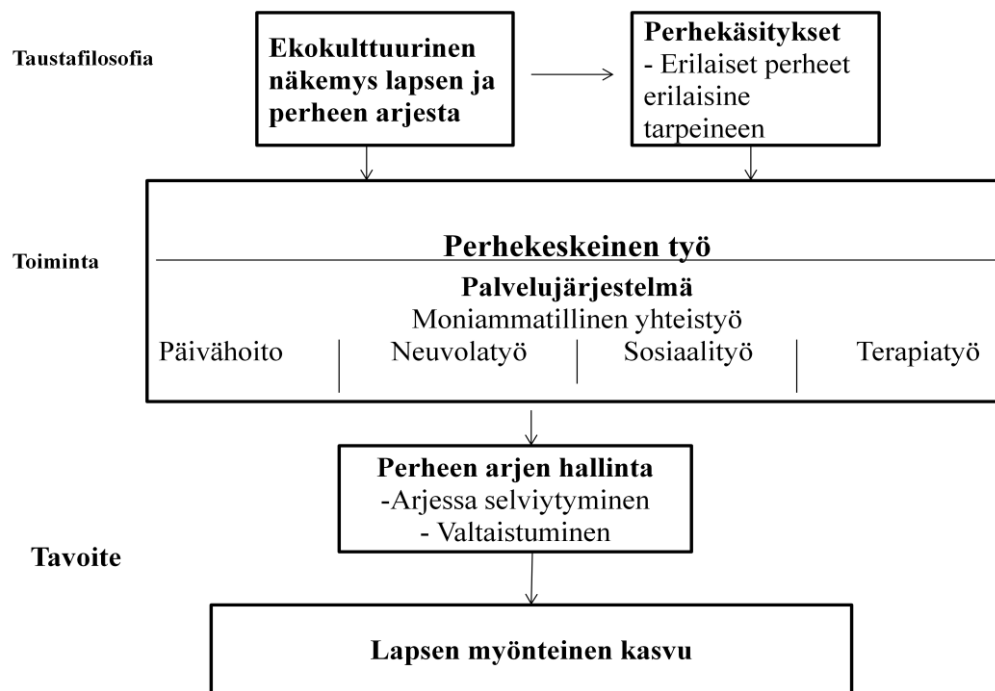 Taustafilosofia
Ekokulttuurinen
näkemys lapsen ja
perheen arjesta
Perhekäsitykset
- Erilaiset perheet
erilaisine
tarpeineen
Toiminta
Perhekeskeinen työ
Palvelujärjestelmä
Moniammatillinen yhteistyö
Päivähoito
Neuvolatyö
Sosiaalityö
Terapiatyö
Perheen arjen hallinta
-Arjessa selviytyminen
- Valtaistuminen
Tavoite
Lapsen myönteinen kasvu